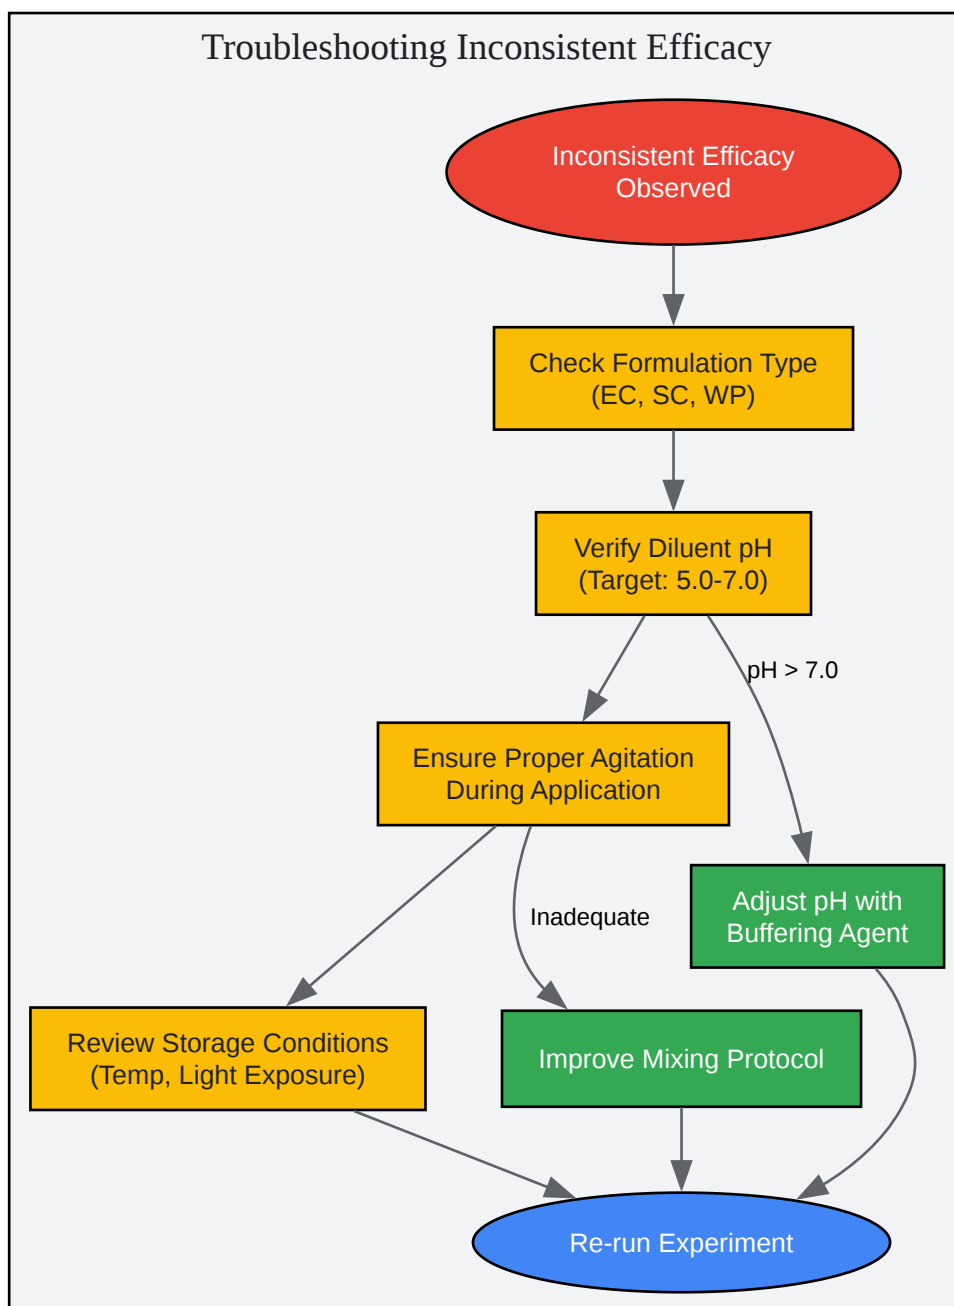 Troubleshooting Inconsistent Efficacy
Inconsistent Efficacy
Observed
Check Formulation Type
(EC, SC, WP)
Verify Diluent pH
(Target: 5.0-7.0)
pH > 7.0
Ensure Proper Agitation
During Application
Adjust pH with
Buffering Agent
Inadequate
Review Storage Conditions
(Temp, Light Exposure)
Improve Mixing Protocol
Re-run Experiment